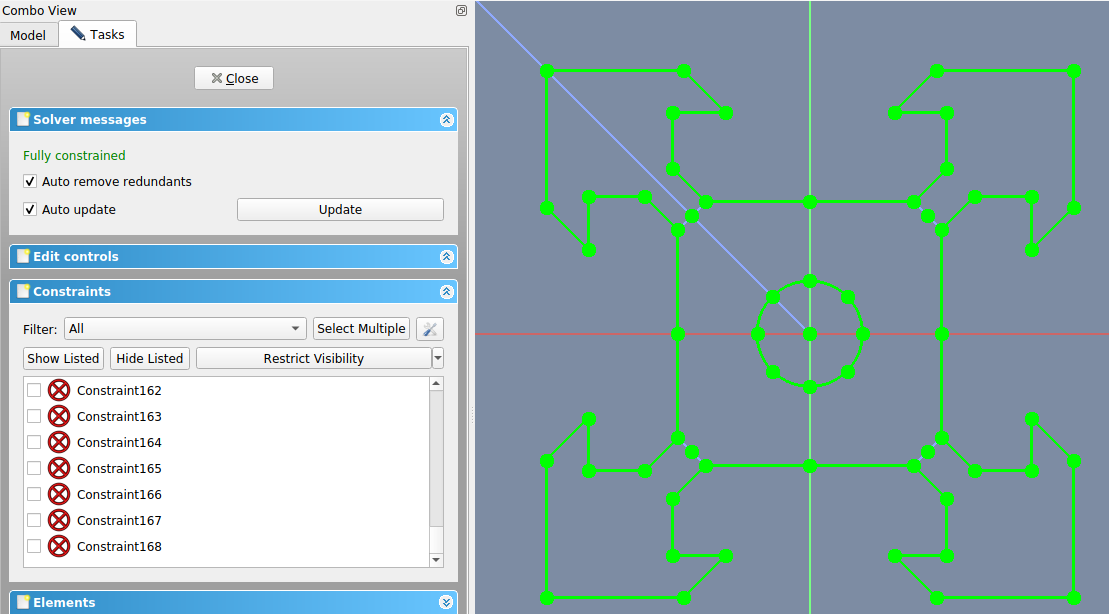 Combo View
Model Tasks
Close
Solver messages
Fully constrained
Auto remove redundants
Auto update Update
Edit controls
Constraints
Filter: All Select Multiple
Show Listed Hide Listed Restrict Visibility
Constraint162
Constraint163
Constraint164
Constraint165
Constraint166
Constraint167
Constraint168
Elements